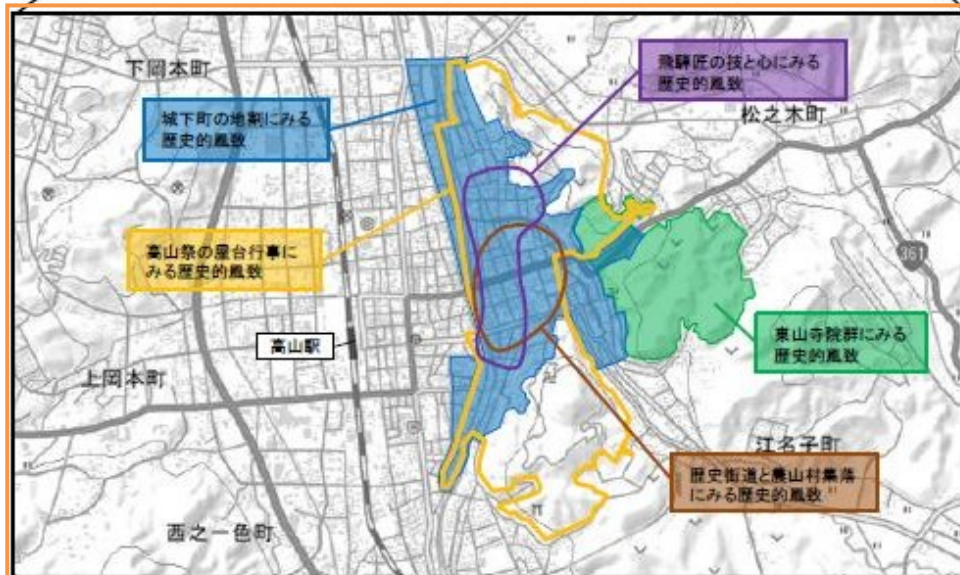 下岡本町
飛騨匠の技と心にみる
歴史的風致
城下町の地割にみる
歴史的風致
松之木町
高山祭の屋台行事に
みる歴史的風致
361
高山駅
東山寺院群にみる
歴史的風致
上岡本町
江名子町
歴史街道と農山村集落
にみる歴史的風致
西之一色町